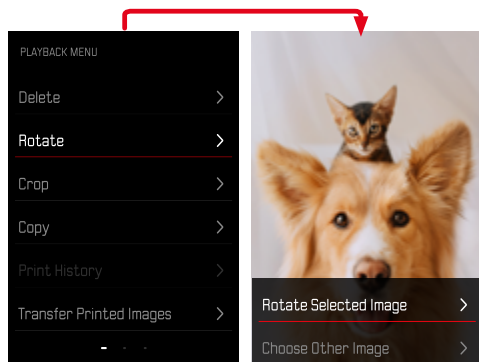 PLAYBACK MENU
Delete
Rotate
Crop
Copy
Print History
Transfer Printed Images
Rotate Selected Image
Choose Other Image